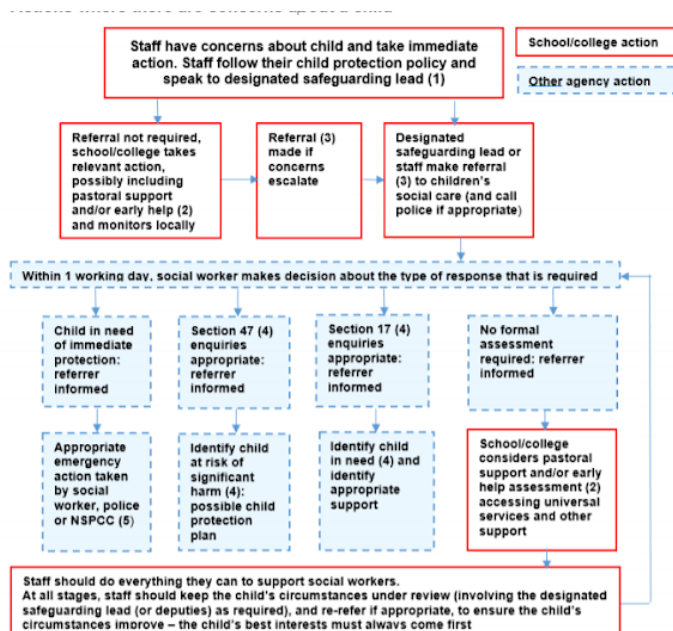 Actions where there are concerns about a child
Staff have concerns about child and take immediate
action. Staff follow their child protection policy and
speak to designated safeguarding lead (1)
School/college action
Other agency action
Referral not required,
school/college takes
relevant action,
possibly including
pastoral support
and/or early help (2)
and monitors locally
Referral (3)
made if
concerns
escalate
Designated
safeguarding lead or
staff make referral
(3) to children's
social care (and call
police if appropriate)
Within 1 working day, social worker makes decision about the type of response that is required
Child in need
of immediate
protection:
referrer
informed
Section 47 (4)
enquiries
appropriate:
referrer
informed
Section 17 (4)
enquiries
appropriate:
referrer
informed
No formal
assessment
required: referrer
informed
Appropriate
emergency
action taken
by social
worker, police
or NSPCC (5)
Identify child
at risk of
significant
harm (4):
possible child
protection
plan
Identify child
in need (4) and
identify
appropriate
support
School/college
considers pastoral
support and/or early
help assessment (2)
accessing universal
services and other
support
Staff should do everything they can to support social workers.
At all stages, staff should keep the child's circumstances under review (involving the designated
safeguarding lead (or deputies) as required), and re-refer if appropriate, to ensure the child's
circumstances improve – the child's best interests must always come first